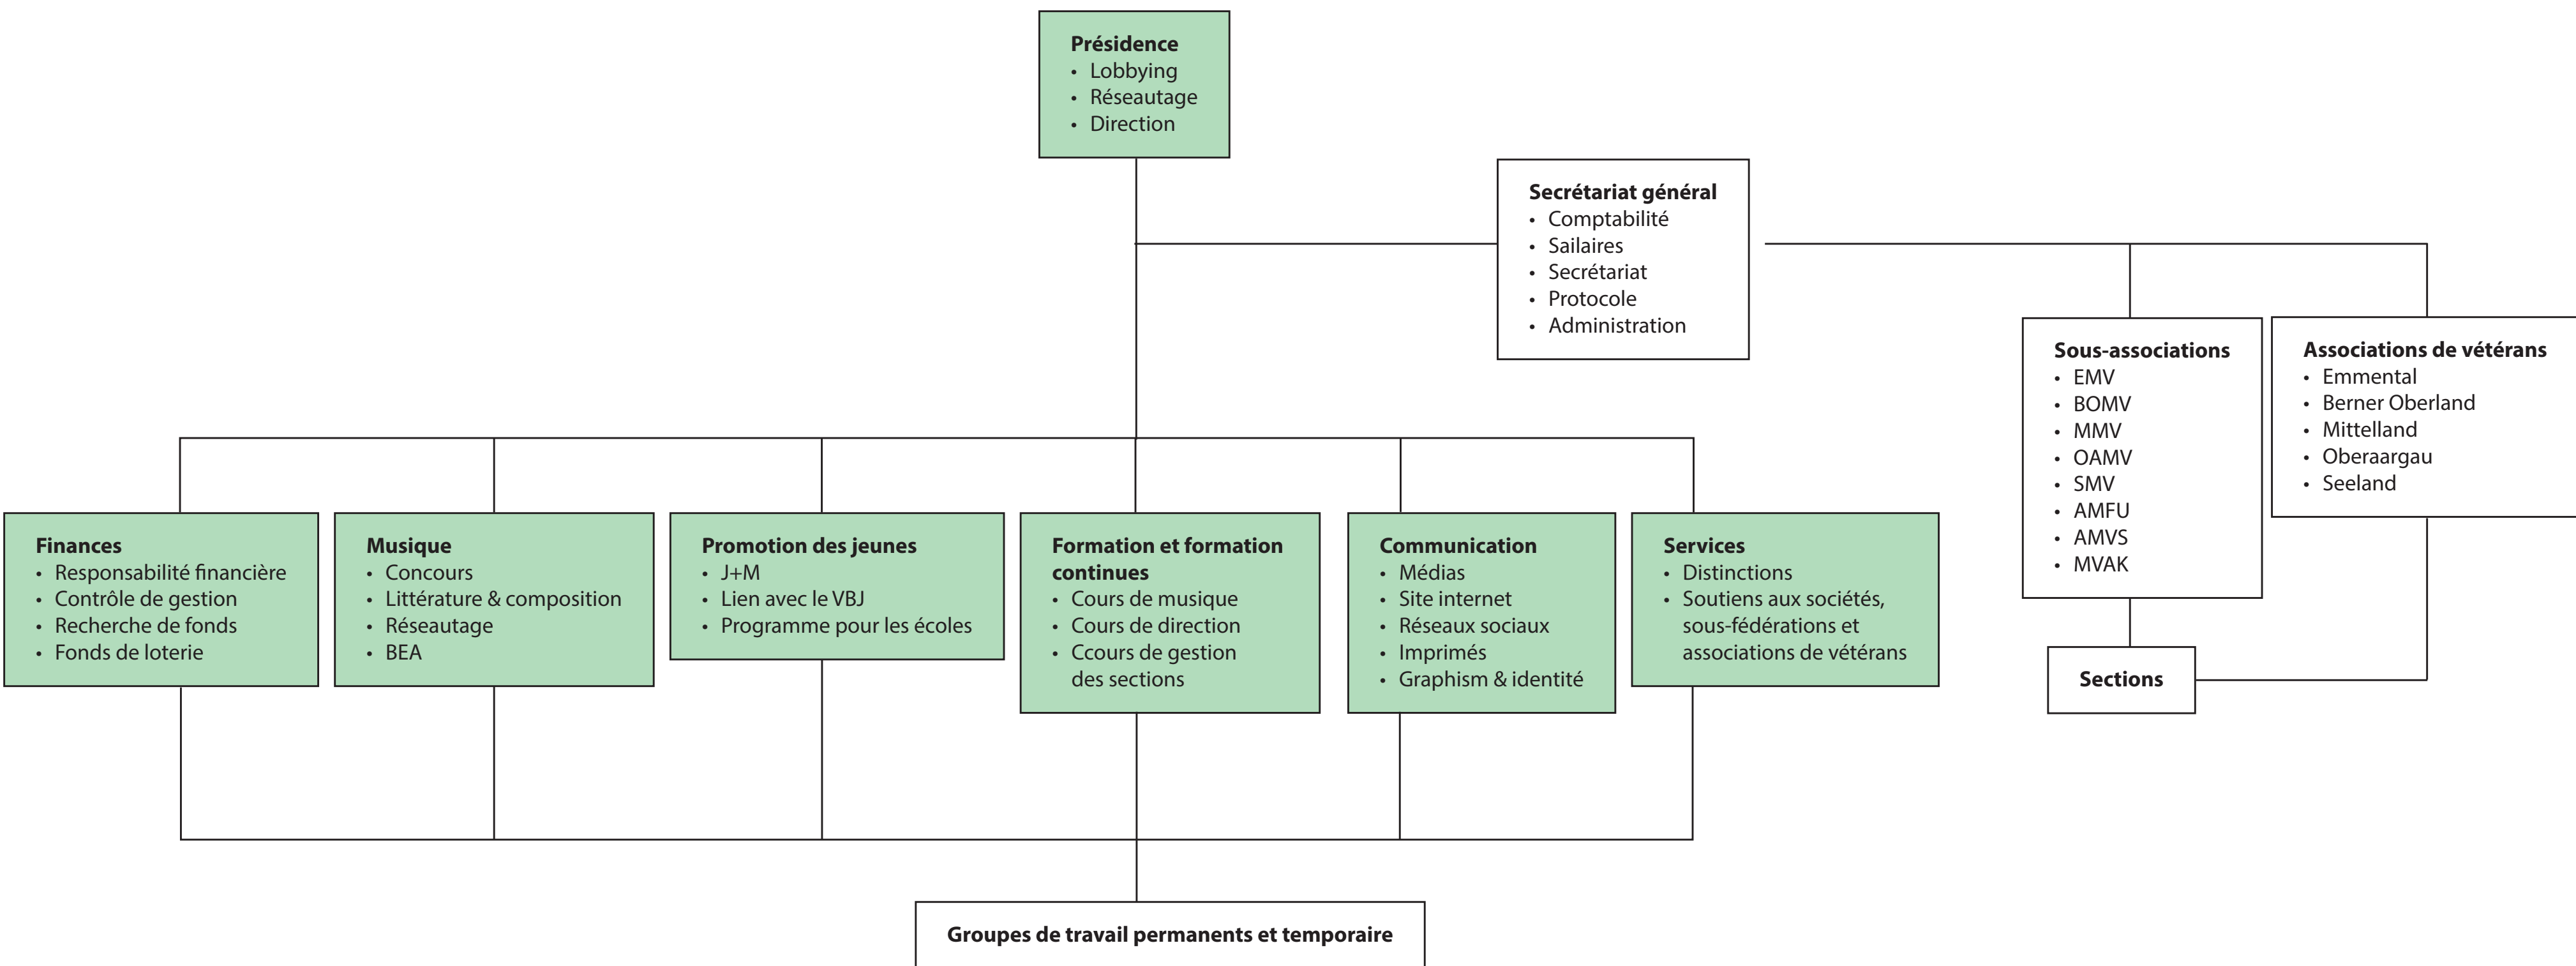 Présidence
• Lobbying
• Réseautage
• Direction
Secrétariat général
• Comptabilité
• Sailaires
• Secrétariat
• Protocole
• Administration
Sous-associations
• EMV
• BOMV
• MMV
• OAMV
• SMV
• AMFU
• AMVS
• MVAK
Associations de vétérans
• Emmental
• Berner Oberland
• Mittelland
• Oberaargau
• Seeland
Finances
• Responsabilité financière
• Contrôle de gestion
• Recherche de fonds
• Fonds de loterie
Musique
• Concours
• Littérature & composition
• Réseautage
• BEA
Promotion des jeunes
• J+M
• Lien avec le VBJ
• Programme pour les écoles
Formation et formation
continues
• Cours de musique
• Cours de direction
• Ccours de gestion
des sections
Communication
• Médias
• Site internet
• Réseaux sociaux
• Imprimés
• Graphism & identité
Services
• Distinctions
• Soutiens aux sociétés,
sous-fédérations et
associations de vétérans
Sections
Groupes de travail permanents et temporaire